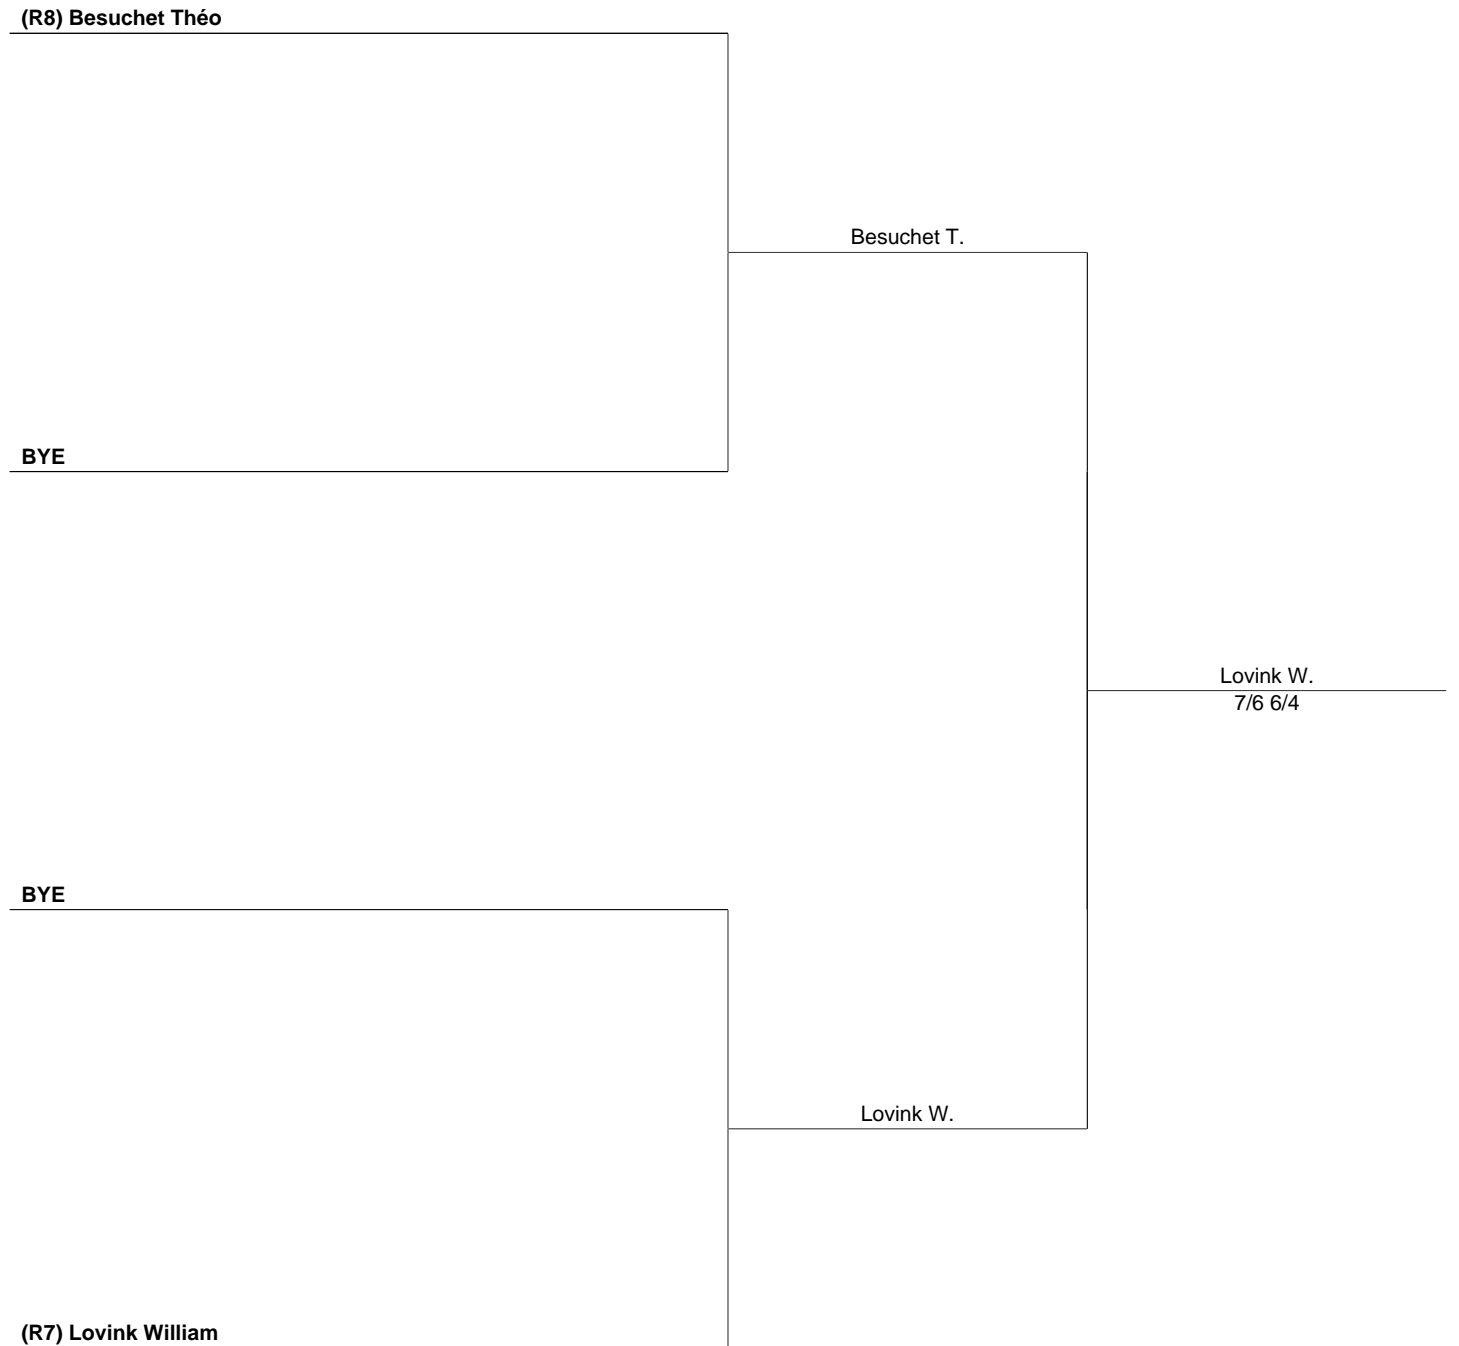 (R8) Besuchet Théo
Besuchet T.
BYE
Lovink W.
7/6 6/4
BYE
Lovink W.
(R7) Lovink William